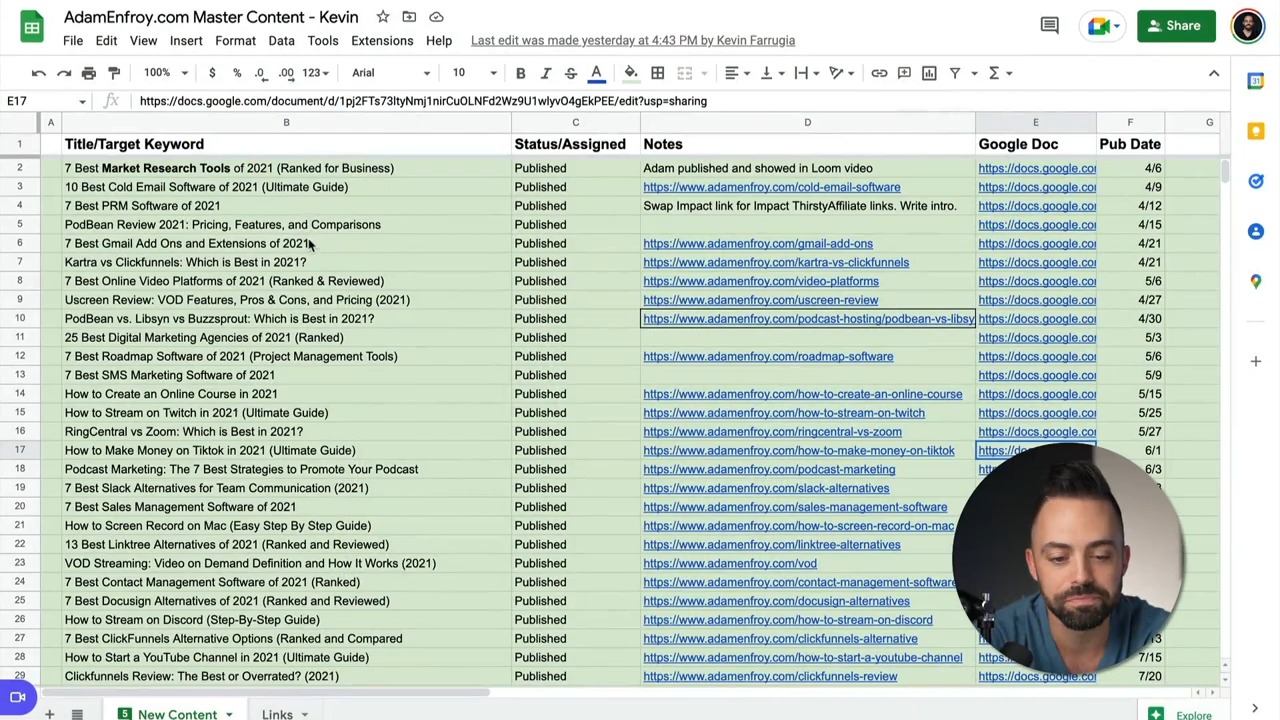 AdamEnfroy.com Master Content - Kevin
Share
File Edit View Insert Format Data Tools Extensions Help Last edit was made yesterday at 4:43 PM by Kevin Farrugia
100% $ % .0 .00 123 Arial 10 B I S A
E17 fx
A B C D E F G
1 Title/Target Keyword Status/Assigned Notes Google Doc Pub Date
2 7 Best Market Research Tools of 2021 (Ranked for Business) Published Adam published and showed in Loom video https://docs.google.co 4/6
3 10 Best Cold Email Software of 2021 (Ultimate Guide) Published https://www.adamenfroy.com/cold-email-software https://docs.google.co 4/9
4 7 Best PRM Software of 2021 Published Swap Impact link for Impact ThirstyAffiliate links. Write intro. https://docs.google.co 4/12
5 PodBean Review 2021: Pricing, Features, and Comparisons Published https://docs.google.co 4/15
6 7 Best Gmail Add Ons and Extensions of 2021 Published https://www.adamenfroy.com/gmail-add-ons https://docs.google.co 4/21
7 Kartra vs Clickfunnels: Which is Best in 2021? Published https://www.adamenfroy.com/kartra-vs-clickfunnels https://docs.google.co 4/21
8 7 Best Online Video Platforms of 2021 (Ranked & Reviewed) Published https://www.adamenfroy.com/video-platforms https://docs.google.co 5/6
9 Uscreen Review: VOD Features, Pros & Cons, and Pricing (2021) Published https://www.adamenfroy.com/uscreen-review https://docs.google.co 4/27
10 PodBean vs. Libsyn vs Buzzsprout: Which is Best in 2021? Published https://www.adamenfroy.com/podcast-hosting/podbean-vs-libsy https://docs.google.co 4/30
11 25 Best Digital Marketing Agencies of 2021 (Ranked) Published https://docs.google.co 5/3
12 7 Best Roadmap Software of 2021 (Project Management Tools) Published https://www.adamenfroy.com/roadmap-software https://docs.google.co 5/6
13 7 Best SMS Marketing Software of 2021 Published https://docs.google.co 5/9
14 How to Create an Online Course in 2021 Published https://www.adamenfroy.com/how-to-create-an-online-course https://docs.google.co 5/15
15 How to Stream on Twitch in 2021 (Ultimate Guide) Published https://www.adamenfroy.com/how-to-stream-on-twitch https://docs.google.co 5/25
16 RingCentral vs Zoom: Which is Best in 2021? Published https://www.adamenfroy.com/ringcentral-vs-zoom https://docs.google.co 5/27
17 How to Make Money on Tiktok in 2021 (Ultimate Guide) Published https://www.adamenfroy.com/how-to-make-money-on-tiktok https://do 6/1
18 Podcast Marketing: The 7 Best Strategies to Promote Your Podcast Published https://www.adamenfroy.com/podcast-marketing 6/3
19 7 Best Slack Alternatives for Team Communication (2021) Published https://www.adamenfroy.com/slack-alternatives
20 7 Best Sales Management Software of 2021 Published https://www.adamenfroy.com/sales-management-software
21 How to Screen Record on Mac (Easy Step By Step Guide) Published https://www.adamenfroy.com/how-to-screen-record-on-mac
22 13 Best Linktree Alternatives of 2021 (Ranked and Reviewed) Published https://www.adamenfroy.com/linktree-alternatives
23 VOD Streaming: Video on Demand Definition and How It Works (2021) Published https://www.adamenfroy.com/vod
24 7 Best Contact Management Software of 2021 (Ranked) Published https://www.adamenfroy.com/contact-management-software
25 7 Best Docusign Alternatives of 2021 (Ranked and Reviewed) Published https://www.adamenfroy.com/docusign-alternatives
26 How to Stream on Discord (Step-By-Step Guide) Published https://www.adamenfroy.com/how-to-stream-on-discord
27 7 Best ClickFunnels Alternative Options (Ranked and Compared Published https://www.adamenfroy.com/clickfunnels-alternative 13
28 How to Start a YouTube Channel in 2021 (Ultimate Guide) Published https://www.adamenfroy.com/how-to-start-a-youtube-channel https: 7/15
29 Clickfunnels Review: The Best or Overrated? (2021) Published https://www.adamenfroy.com/clickfunnels-review https:// 7/20
5 New Content Links Explore